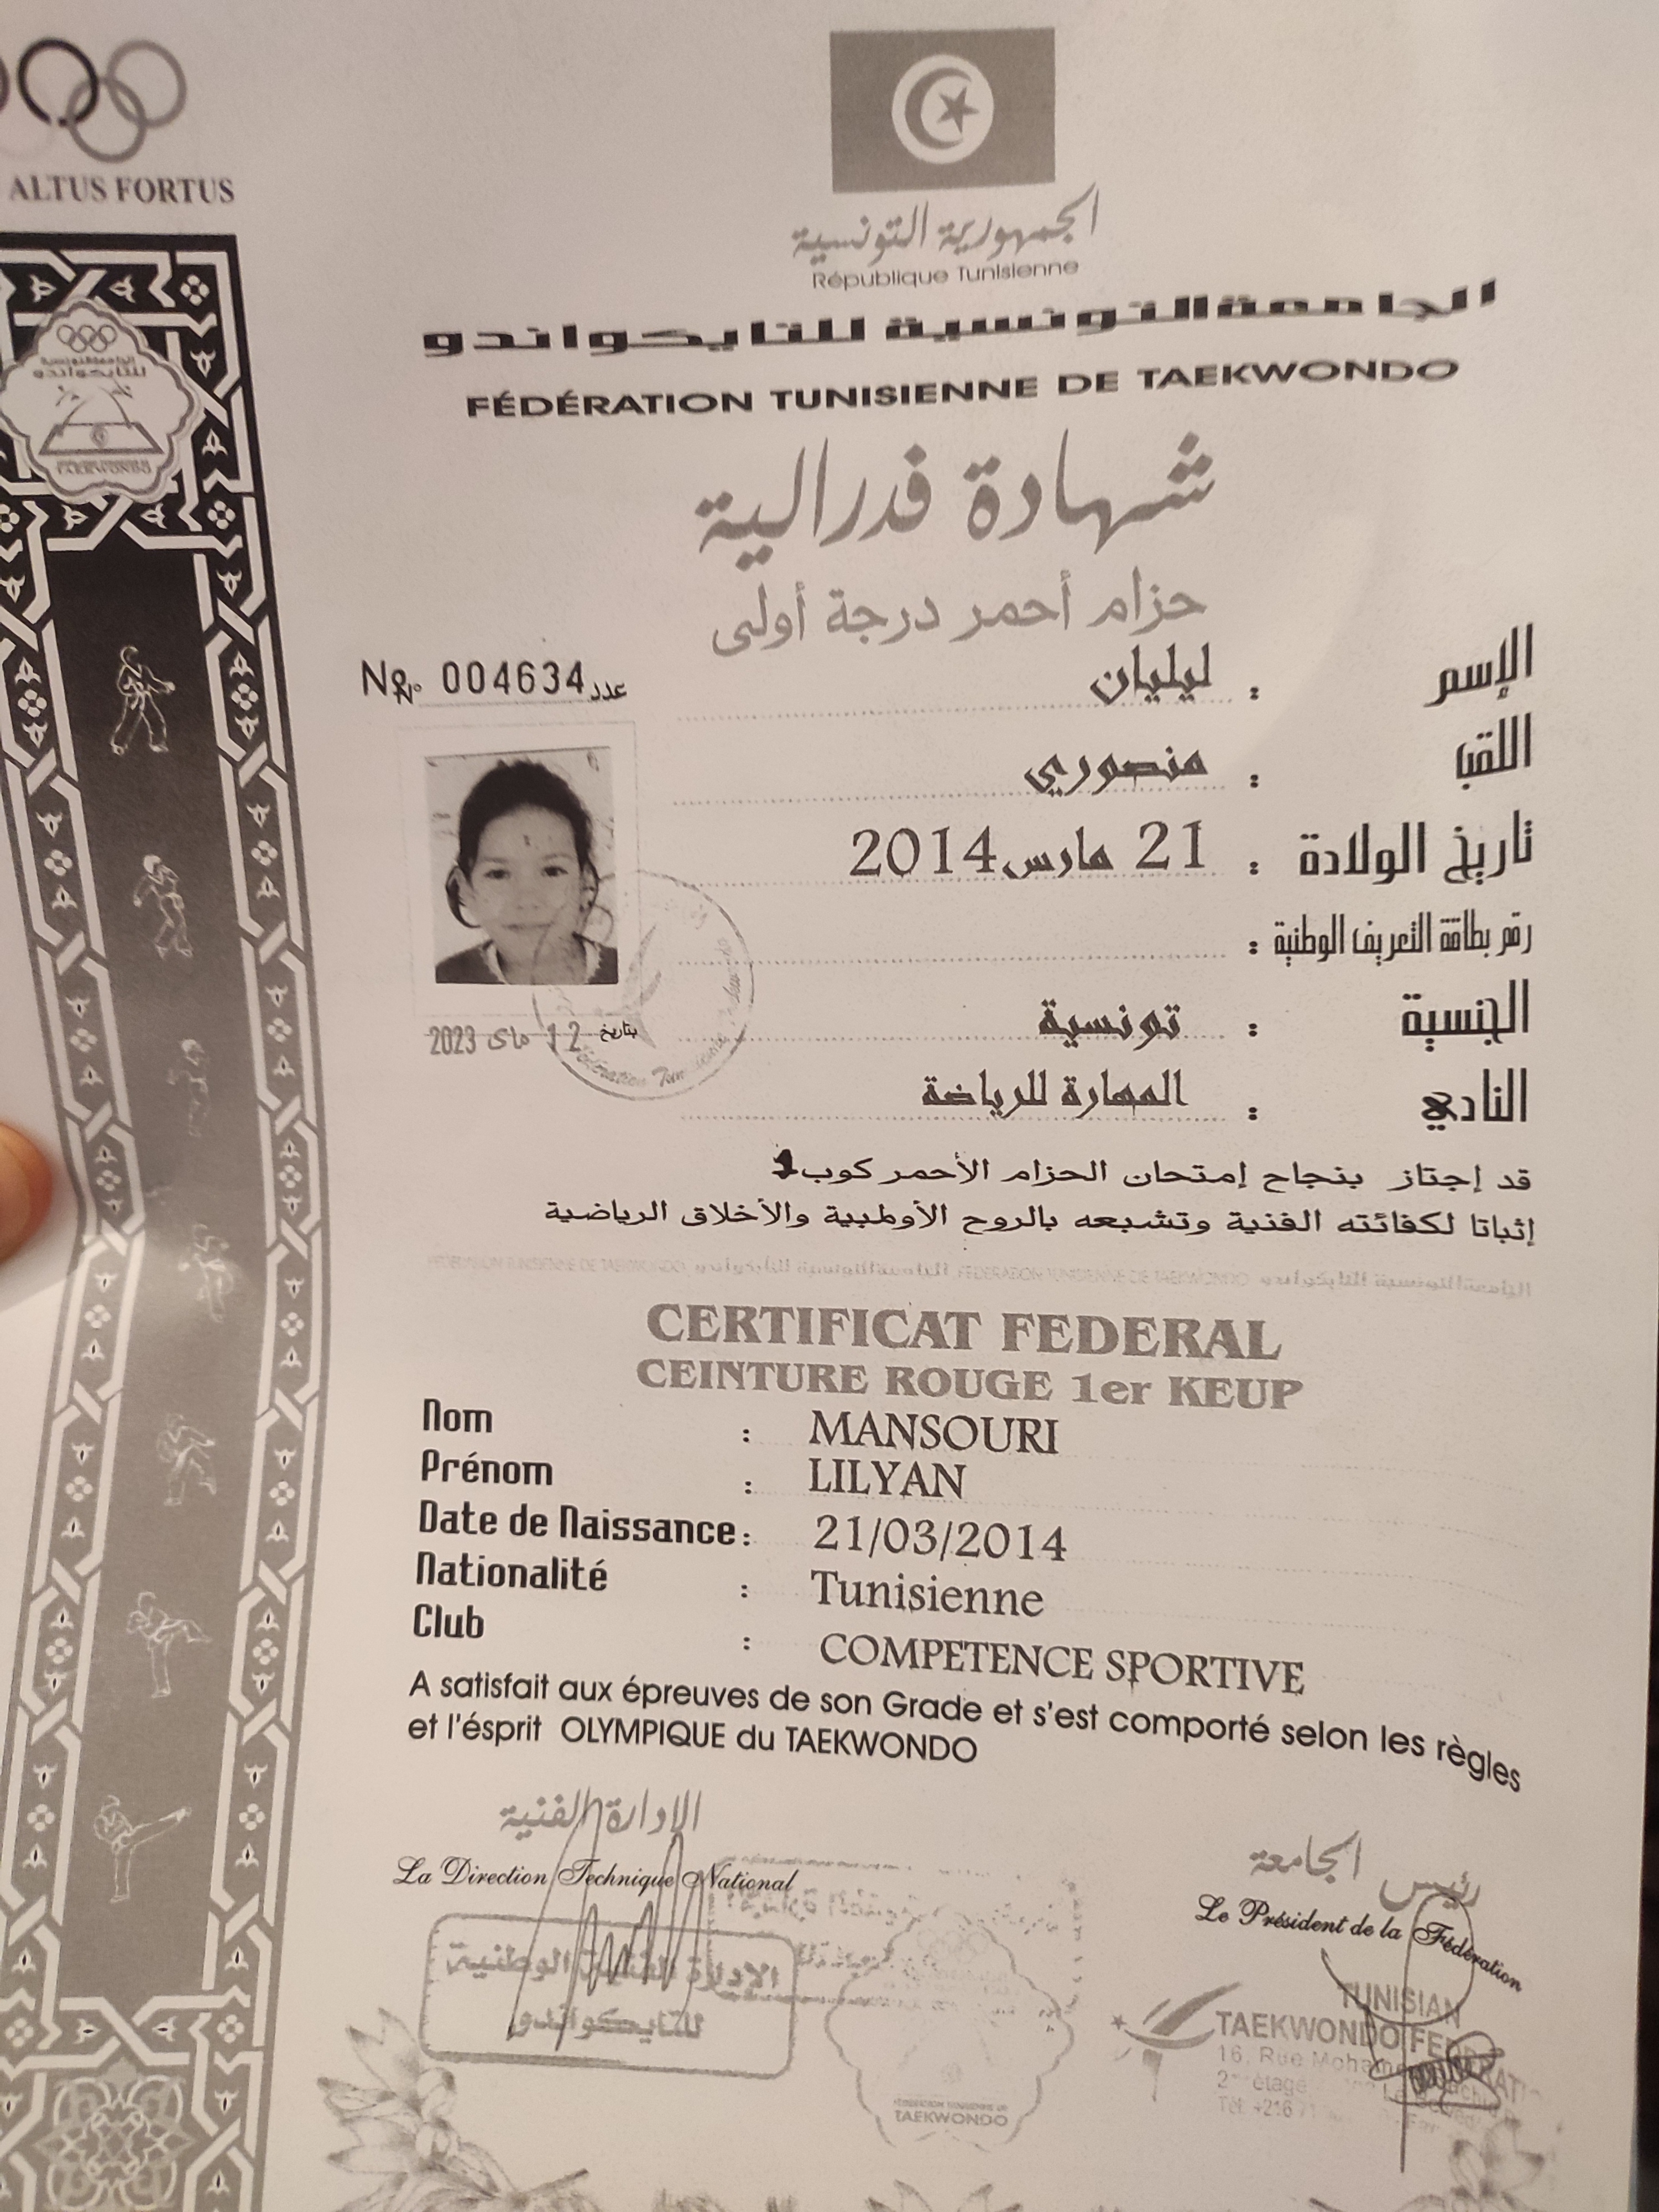 ALTUS FORTUS
الجمهورية التونسية
République Tunisienne
الجامعة التونسية للتايكواندو
FÉDÉRATION TUNISIENNE DE TAEKWONDO
شهادة فدرالية
حزام أحمر درجة أولى
No 004634 عدد
الإسم : ليليان
اللقب : منصوري
تاريخ الولادة : 21 مارس 2014
رقم بطاقة التعريف الوطنية :
بتاريخ 12 ماي 2023
الجنسية : تونسية
النادي : المهارة للرياضة
قد إجتاز بنجاح إمتحان الحزام الأحمر كوب 1
إثباتا لكفائته الفنية وتشبعه بالروح الأولمبية والأخلاق الرياضية
CERTIFICAT FEDERAL
CEINTURE ROUGE 1er KEUP
Nom : MANSOURI
Prénom : LILYAN
Date de Naissance : 21/03/2014
Nationalité : Tunisienne
Club : COMPETENCE SPORTIVE
A satisfait aux épreuves de son Grade et s'est comporté selon les règles
et l'ésprit OLYMPIQUE du TAEKWONDO
الإدارة الفنية
La Direction Technique National
الإدارة الفنية الوطنية
للتايكواندو
رئيس الجامعة
Le Président de la Fédération
TUNISIAN
TAEKWONDO
16, Rue
étage
Tél: +216
TAEKWONDO